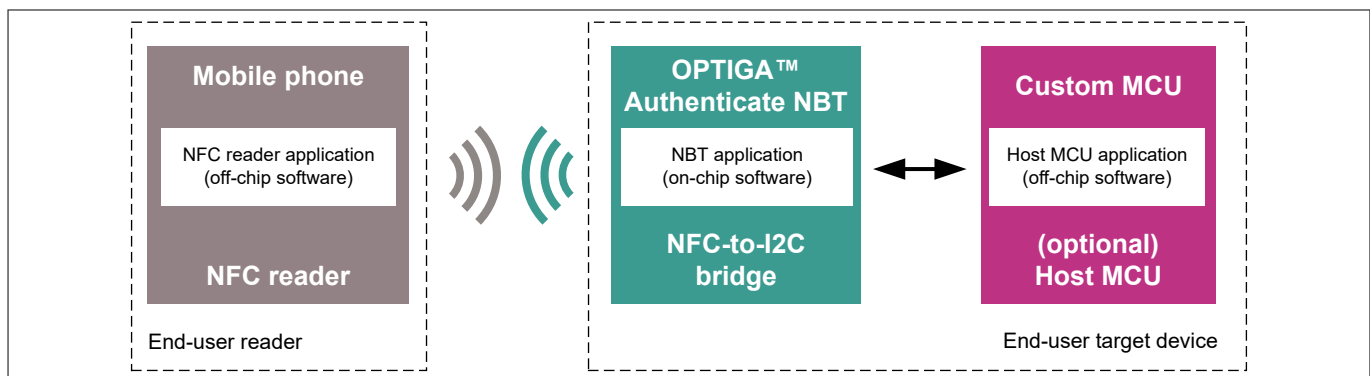 Mobile phone
NFC reader application
(off-chip software)
NFC reader
End-user reader
OPTIGA™
Authenticate NBT
NBT application
(on-chip software)
NFC-to-I2C
bridge
Custom MCU
Host MCU application
(off-chip software)
(optional)
Host MCU
End-user target device